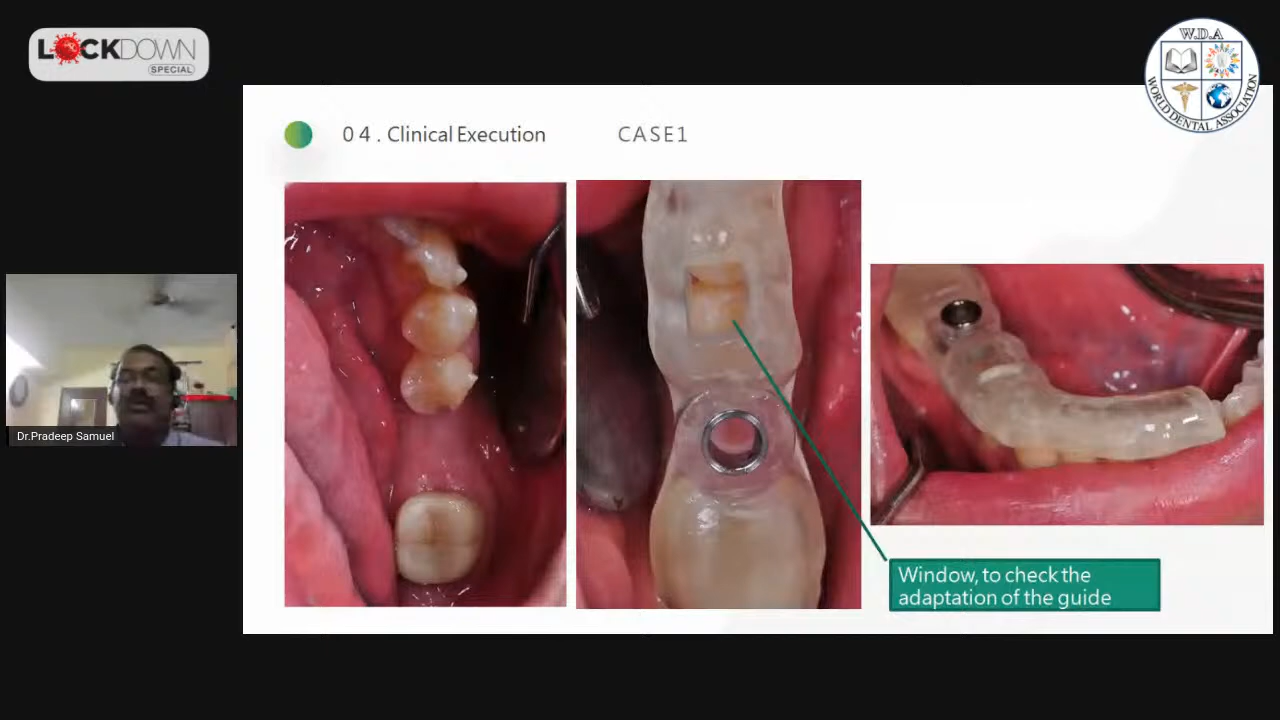 LOCKDOWN
SPECIAL
W.D.A
WORLD DENTAL ASSOCIATION
04. Clinical Execution CASE1
Dr.Pradeep Samuel
Window, to check the
adaptation of the guide